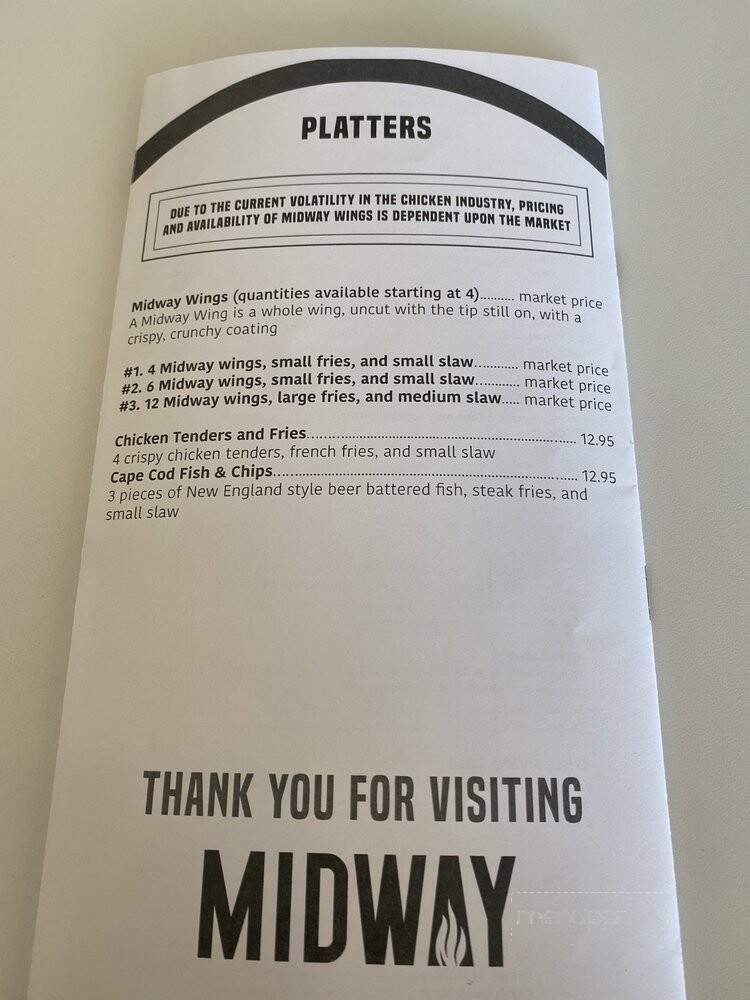 PLATTERS
DUE TO THE CURRENT VOLATILITY IN THE CHICKEN INDUSTRY, PRICING
AND AVAILABILITY OF MIDWAY WINGS IS DEPENDENT UPON THE MARKET
Midway Wings (quantities available starting at 4).......... market price
A Midway Wing is a whole wing, uncut with the tip still on, with a
crispy, crunchy coating
#1. 4 Midway wings, small fries, and small slaw............ market price
#2. 6 Midway wings, small fries, and small slaw............ market price
#3. 12 Midway wings, large fries, and medium slaw..... market price
Chicken Tenders and Fries................................................................ 12.95
4 crispy chicken tenders, french fries, and small slaw
Cape Cod Fish & Chips....................................................................... 12.95
3 pieces of New England style beer battered fish, steak fries, and
small slaw
THANK YOU FOR VISITING
MIDWAY